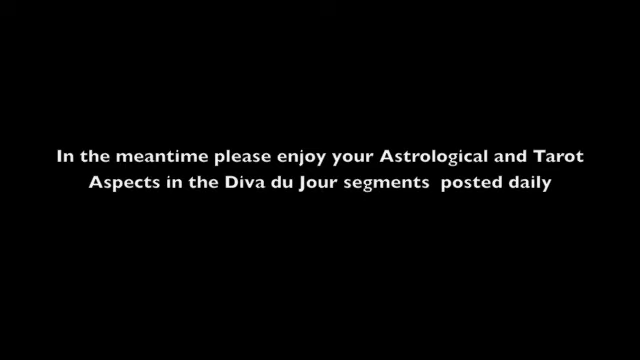 In the meantime please enjoy your Astrological and Tarot
Aspects in the Diva du Jour segments  posted daily